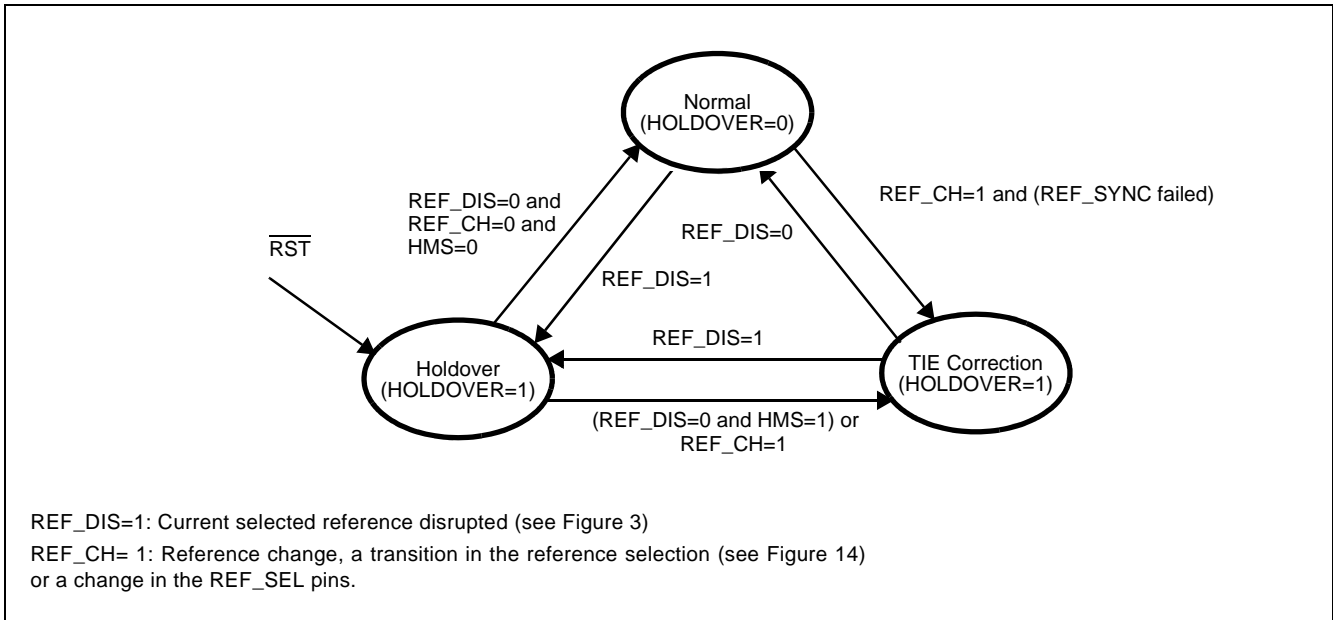 Normal
(HOLDOVER=0)
REF_DIS=0 and
REF_CH=0 and
HMS=0
REF_CH=1 and (REF_SYNC failed)
REF_DIS=0
RST
REF_DIS=1
REF_DIS=1
Holdover
(HOLDOVER=1)
TIE Correction
(HOLDOVER=1)
(REF_DIS=0 and HMS=1) or
REF_CH=1
REF_DIS=1: Current selected reference disrupted (see Figure 3)
REF_CH= 1: Reference change, a transition in the reference selection (see Figure 14)
or a change in the REF_SEL pins.